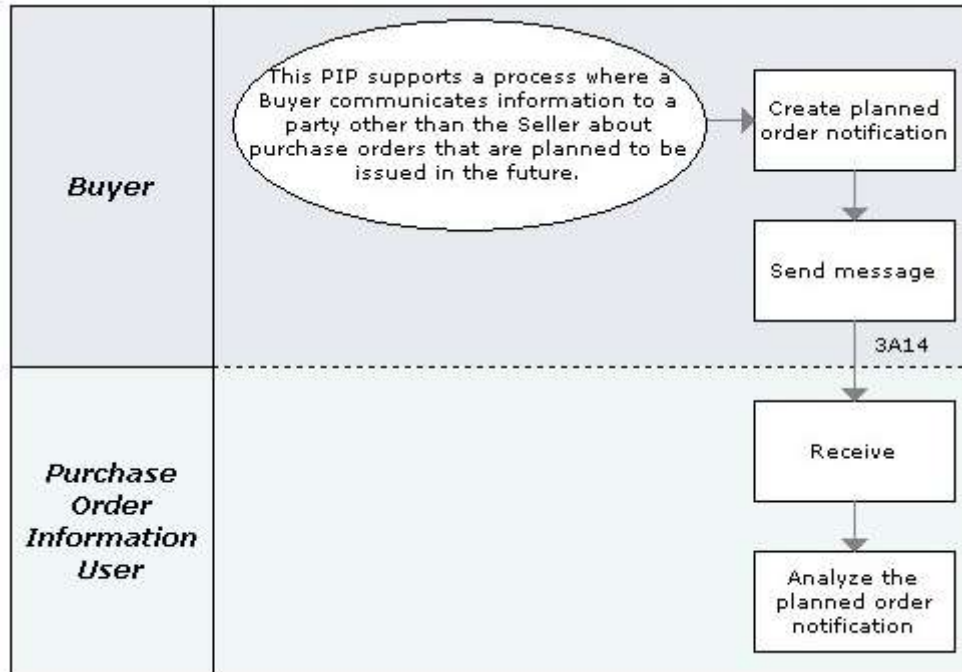 Buyer
This PIP supports a process where a
Buyer communicates information to a
party other than the Seller about
purchase orders that are planned to be
issued in the future.
Create planned
order notification
Send message
3A14
Purchase
Order
Information
User
Receive
Analyze the
planned order
notification